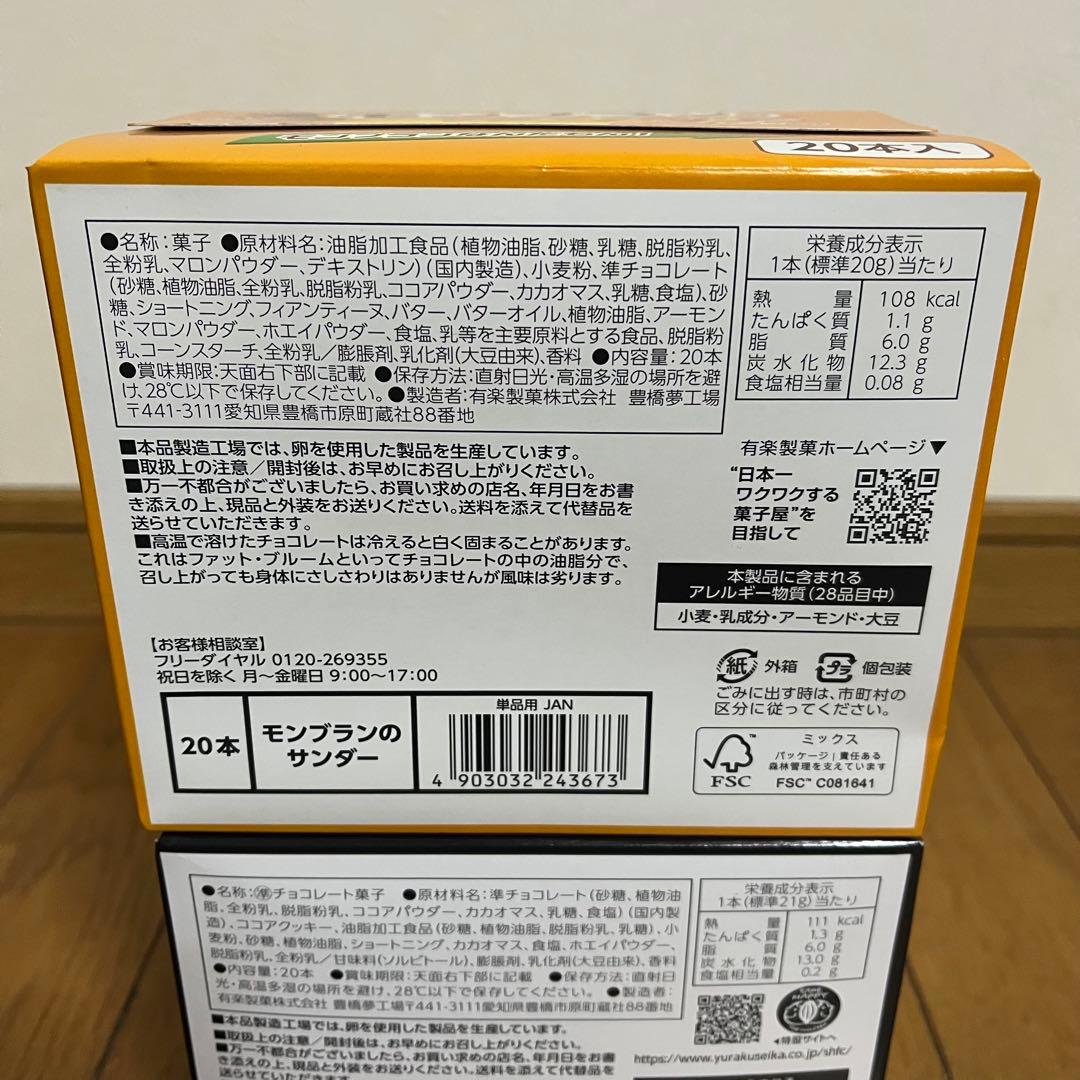 20本入
●名称:菓子 ●原材料名:油脂加工食品(植物油脂、砂糖、乳糖、脱脂粉乳、
全粉乳、マロンパウダー、デキストリン)(国内製造)、小麦粉、準チョコレート
(砂糖、植物油脂、全粉乳、脱脂粉乳、ココアパウダー、カカオマス、乳糖、食塩)、砂
糖、ショートニング、フィアンティーヌ、バター、バターオイル、植物油脂、アーモン
ド、マロンパウダー、ホエイパウダー、食塩、乳等を主要原料とする食品、脱脂粉
乳、コーンスターチ、全粉乳/膨脹剤、乳化剤(大豆由来)、香料 ●内容量:20本
●賞味期限:天面右下部に記載 ●保存方法:直射日光・高温多湿の場所を避
け、28℃以下で保存してください。●製造者:有楽製菓株式会社 豊橋夢工場
〒441-3111愛知県豊橋市原町蔵社88番地
栄養成分表示
1本(標準20g)当たり
熱量 108 kcal
たんぱく質 1.1 g
脂質 6.0 g
炭水化物 12.3 g
食塩相当量 0.08 g
■本品製造工場では、卵を使用した製品を生産しています。
■取扱上の注意/開封後は、お早めにお召し上がりください。
■万一不都合がございましたら、お買い求めの店名、年月日をお書
き添えの上、現品と外装をお送りください。送料を添えて代替品を
送らせていただきます。
■高温で溶けたチョコレートは冷えると白く固まることがあります。
これはファット・ブルームといってチョコレートの中の油脂分で、
召し上がっても身体にさしさわりはありませんが風味は劣ります。
有楽製菓ホームページ▼
“日本一
ワクワクする
菓子屋”を
目指して
本製品に含まれる
アレルギー物質(28品目中)
小麦・乳成分・アーモンド・大豆
【お客様相談室】
フリーダイヤル 0120-269355
祝日を除く 月~金曜日 9:00~17:00
紙 外箱 プラ 個包装
ごみに出す時は、市町村の
区分に従ってください。
20本
モンブランの
サンダー
単品用 JAN
4 903032 243673
FSC
ミックス
パッケージ|責任ある
森林管理を支えています
FSC™ C081641
●名称:準チョコレート菓子 ●原材料名:準チョコレート(砂糖、植物油
脂、全粉乳、脱脂粉乳、ココアパウダー、カカオマス、乳糖、食塩)(国内製
造)、ココアクッキー、油脂加工食品(砂糖、植物油脂、脱脂粉乳、乳糖)、小
麦粉、砂糖、植物油脂、ショートニング、カカオマス、食塩、ホエイパウダー、
脱脂粉乳、全粉乳/甘味料(ソルビトール)、膨脹剤、乳化剤(大豆由来)、香料
●内容量:20本 ●賞味期限:天面右下部に記載 ●保存方法:直射日
光・高温多湿の場所を避け、28℃以下で保存してください。 ●製造者:
有楽製菓株式会社 豊橋夢工場〒441-3111愛知県豊橋市原町蔵社88番地
栄養成分表示
1本(標準21g)当たり
熱量 111 kcal
たんぱく質 1.3 g
脂質 6.0 g
炭水化物 13.0 g
食塩相当量 0.2 g
■本品製造工場では、卵を使用した製品を生産しています。
■取扱上の注意/開封後は、お早めにお召し上がりください。
■万一不都合がございましたら、お買い求めの店名、年月日をお書
き添えの上、現品と外装をお送りください。送料を添えて代替品を
◀特設サイトへ
https://www.yurakuseika.co.jp/shfc/